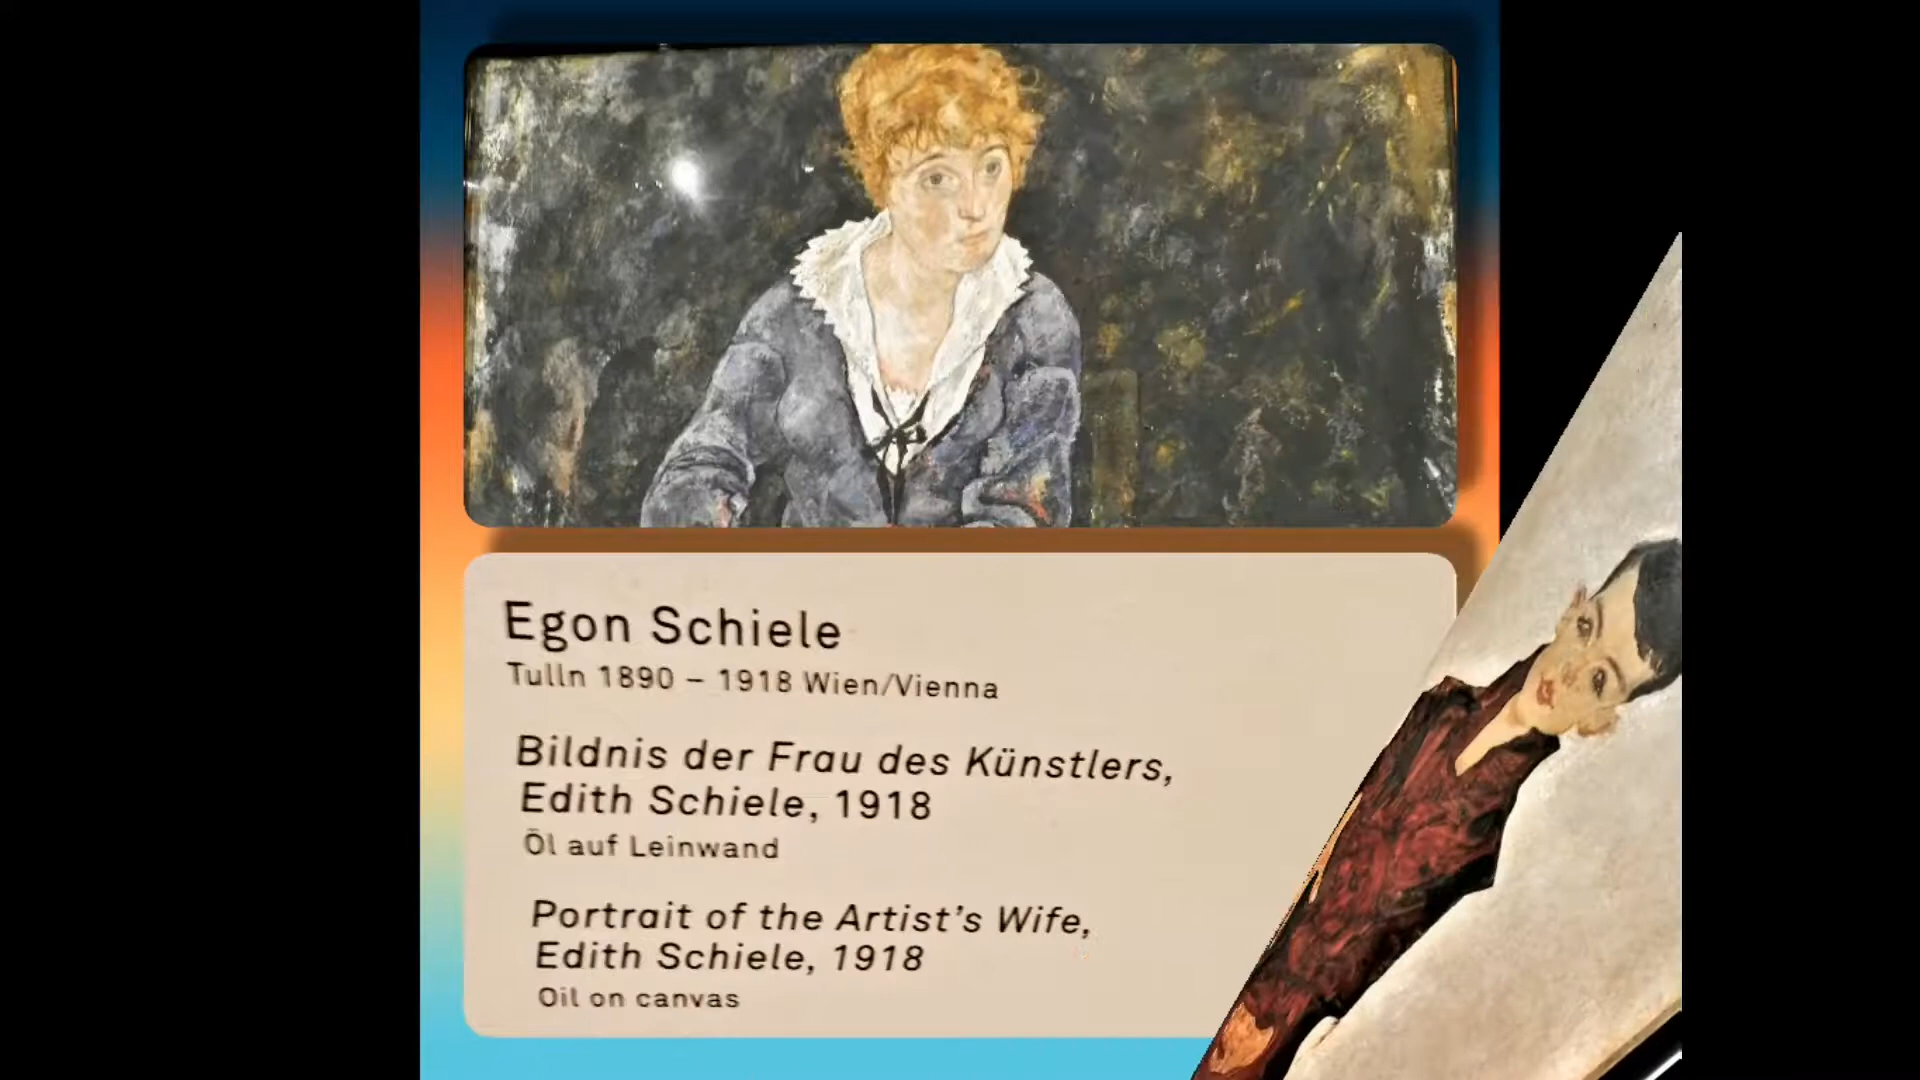 Egon Schiele
Tulln 1890 – 1918 Wien/Vienna
Bildnis der Frau des Künstlers,
Edith Schiele, 1918
Öl auf Leinwand
Portrait of the Artist's Wife,
Edith Schiele, 1918
Oil on canvas